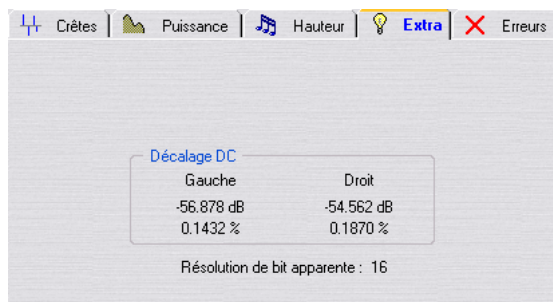 Crêtes Puissance Hauteur Extra Erreurs
Décalage DC
Gauche Droit
-56.878 dB -54.562 dB
0.1432 % 0.1870 %
Résolution de bit apparente : 16